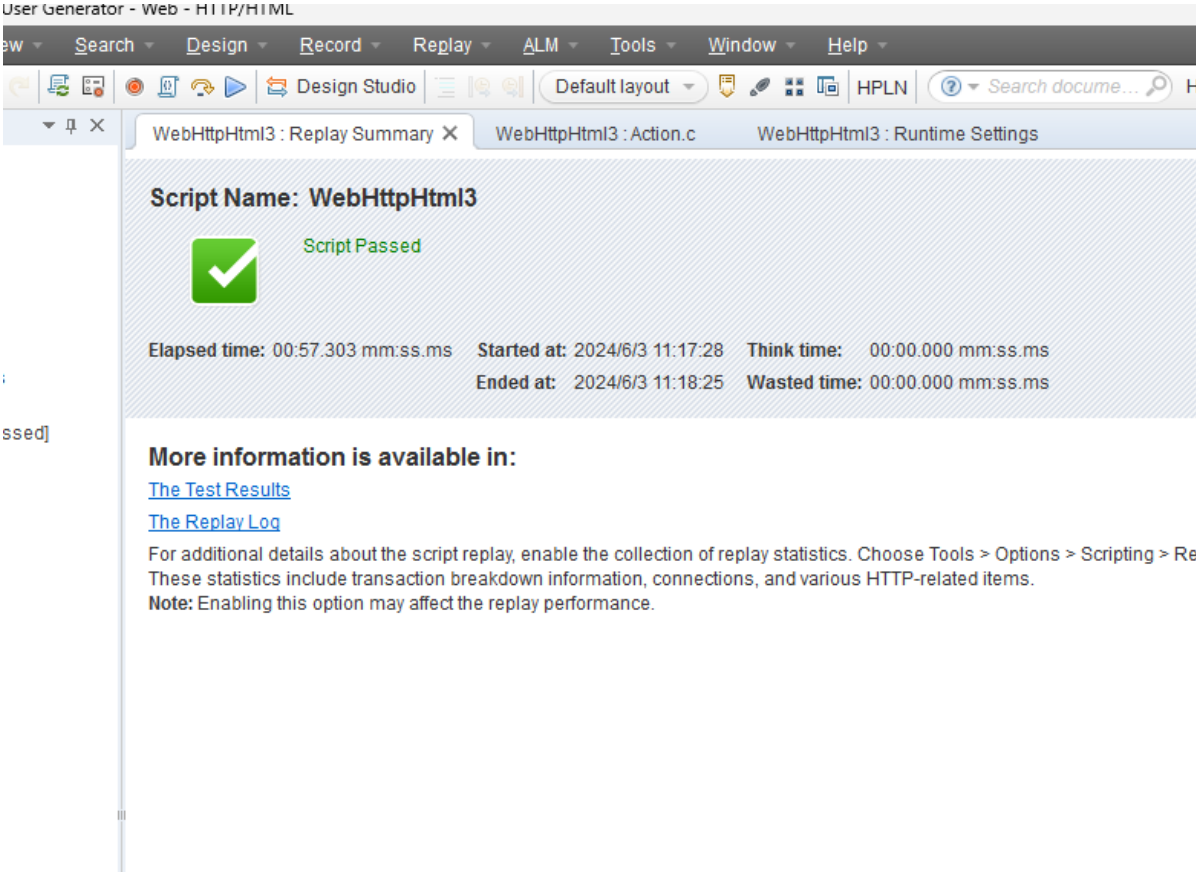 User Generator - Web - HTTP/HTML
ew Search Design Record Replay ALM Tools Window Help
Design Studio Default layout HPLN Search docume... H
WebHttpHtml3 : Replay Summary WebHttpHtml3 : Action.c WebHttpHtml3 : Runtime Settings
Script Name: WebHttpHtml3
Script Passed
Elapsed time: 00:57.303 mm:ss.ms Started at: 2024/6/3 11:17:28 Think time: 00:00.000 mm:ss.ms
Ended at: 2024/6/3 11:18:25 Wasted time: 00:00.000 mm:ss.ms
ssed]
More information is available in:
The Test Results
The Replay Log
For additional details about the script replay, enable the collection of replay statistics. Choose Tools > Options > Scripting > Re
These statistics include transaction breakdown information, connections, and various HTTP-related items.
Note: Enabling this option may affect the replay performance.